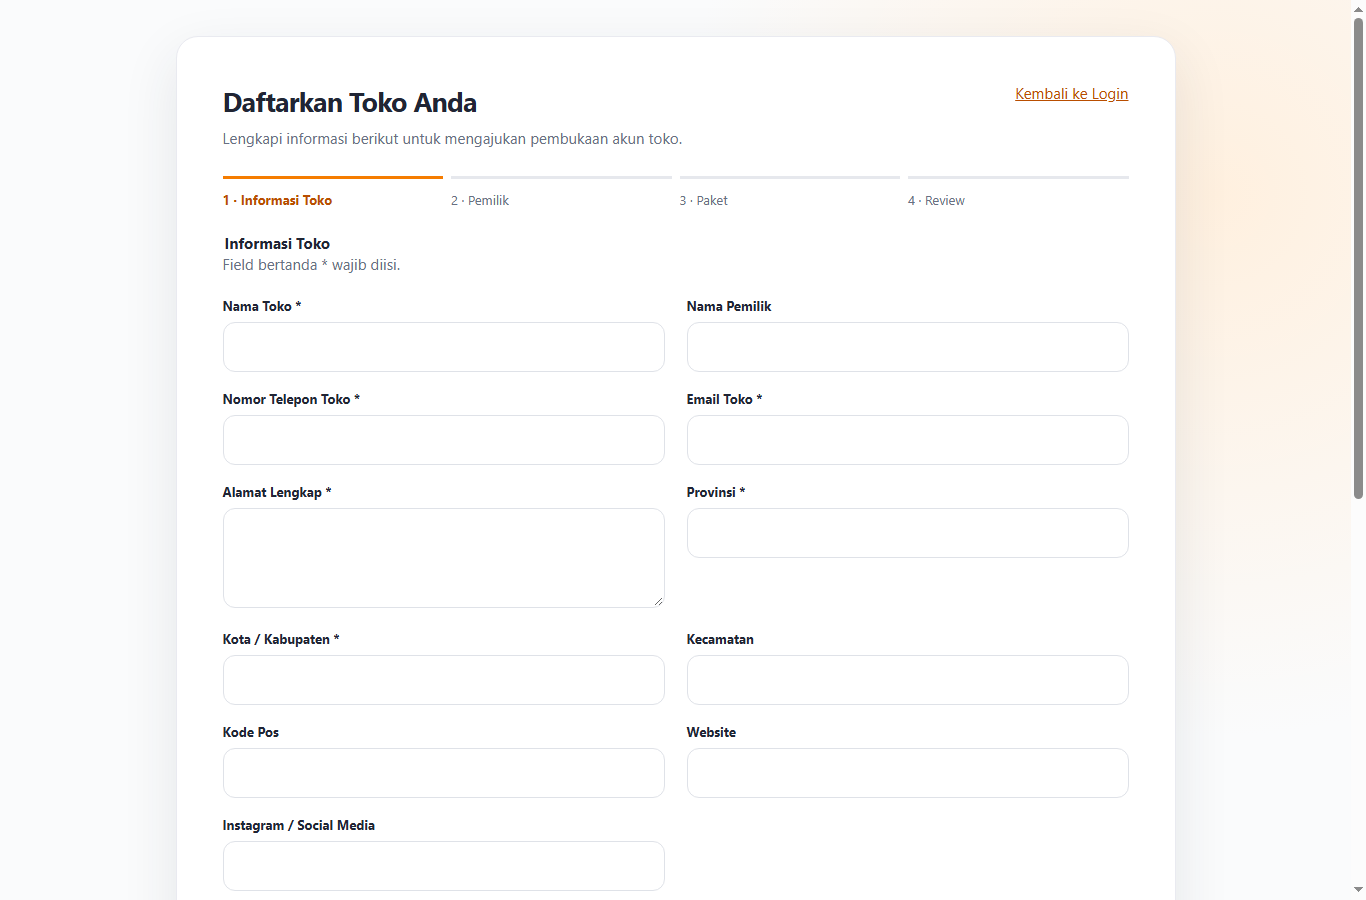 Daftarkan Toko Anda
Kembali ke Login
Lengkapi informasi berikut untuk mengajukan pembukaan akun toko.
1 · Informasi Toko
2 · Pemilik
3 · Paket
4 · Review
Informasi Toko
Field bertanda * wajib diisi.
Nama Toko *
Nama Pemilik
Nomor Telepon Toko *
Email Toko *
Alamat Lengkap *
Provinsi *
Kota / Kabupaten *
Kecamatan
Kode Pos
Website
Instagram / Social Media